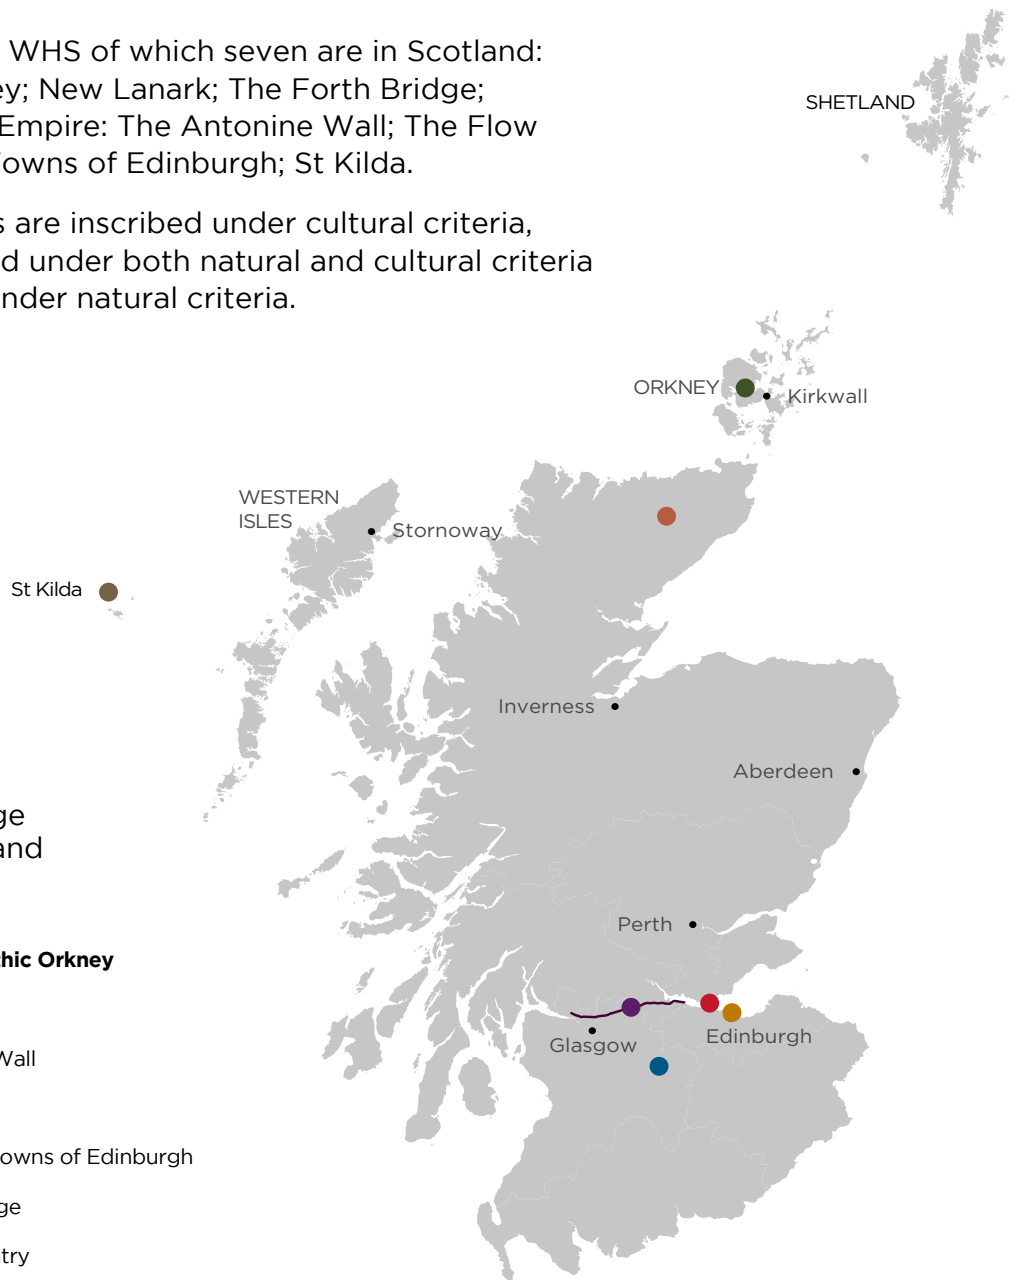 WHS of which seven are in Scotland:
ey; New Lanark; The Forth Bridge;
Empire: The Antonine Wall; The Flow
owns of Edinburgh; St Kilda.
s are inscribed under cultural criteria,
d under both natural and cultural criteria
nder natural criteria.
SHETLAND
ORKNEY
Kirkwall
WESTERN
ISLES
Stornoway
St Kilda
Inverness
Aberdeen
ge
and
Perth
thic Orkney
Edinburgh
Glasgow
Wall
owns of Edinburgh
ge
ntry